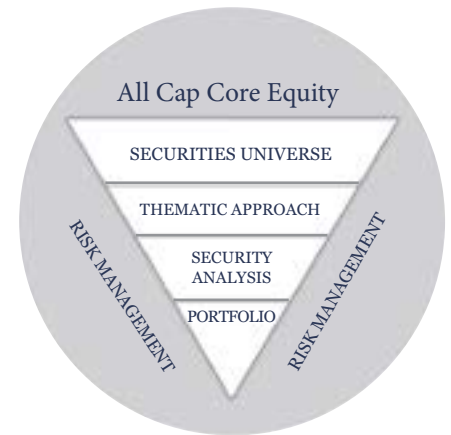 All Cap Core Equity
SECURITIES UNIVERSE
THEMATIC APPROACH
SECURITY
ANALYSIS
PORTFOLIO
RISK MANAGEMENT
RISK MANAGEMENT